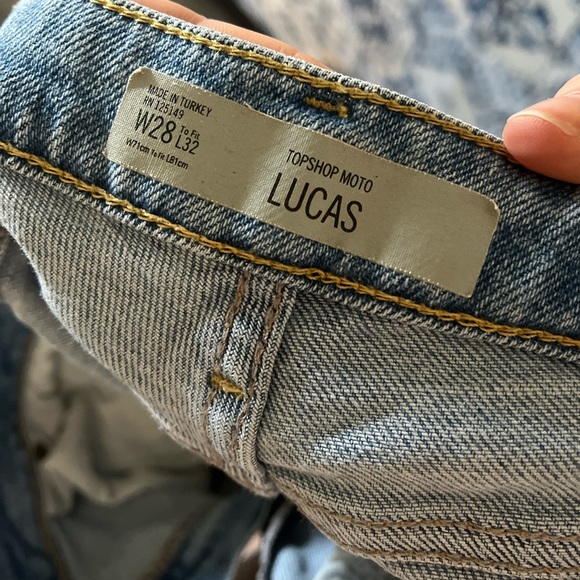 MADE IN TURKEY
RN 125149
W28 To Fit L32
W71cm to Fit L81cm
TOPSHOP MOTO
LUCAS